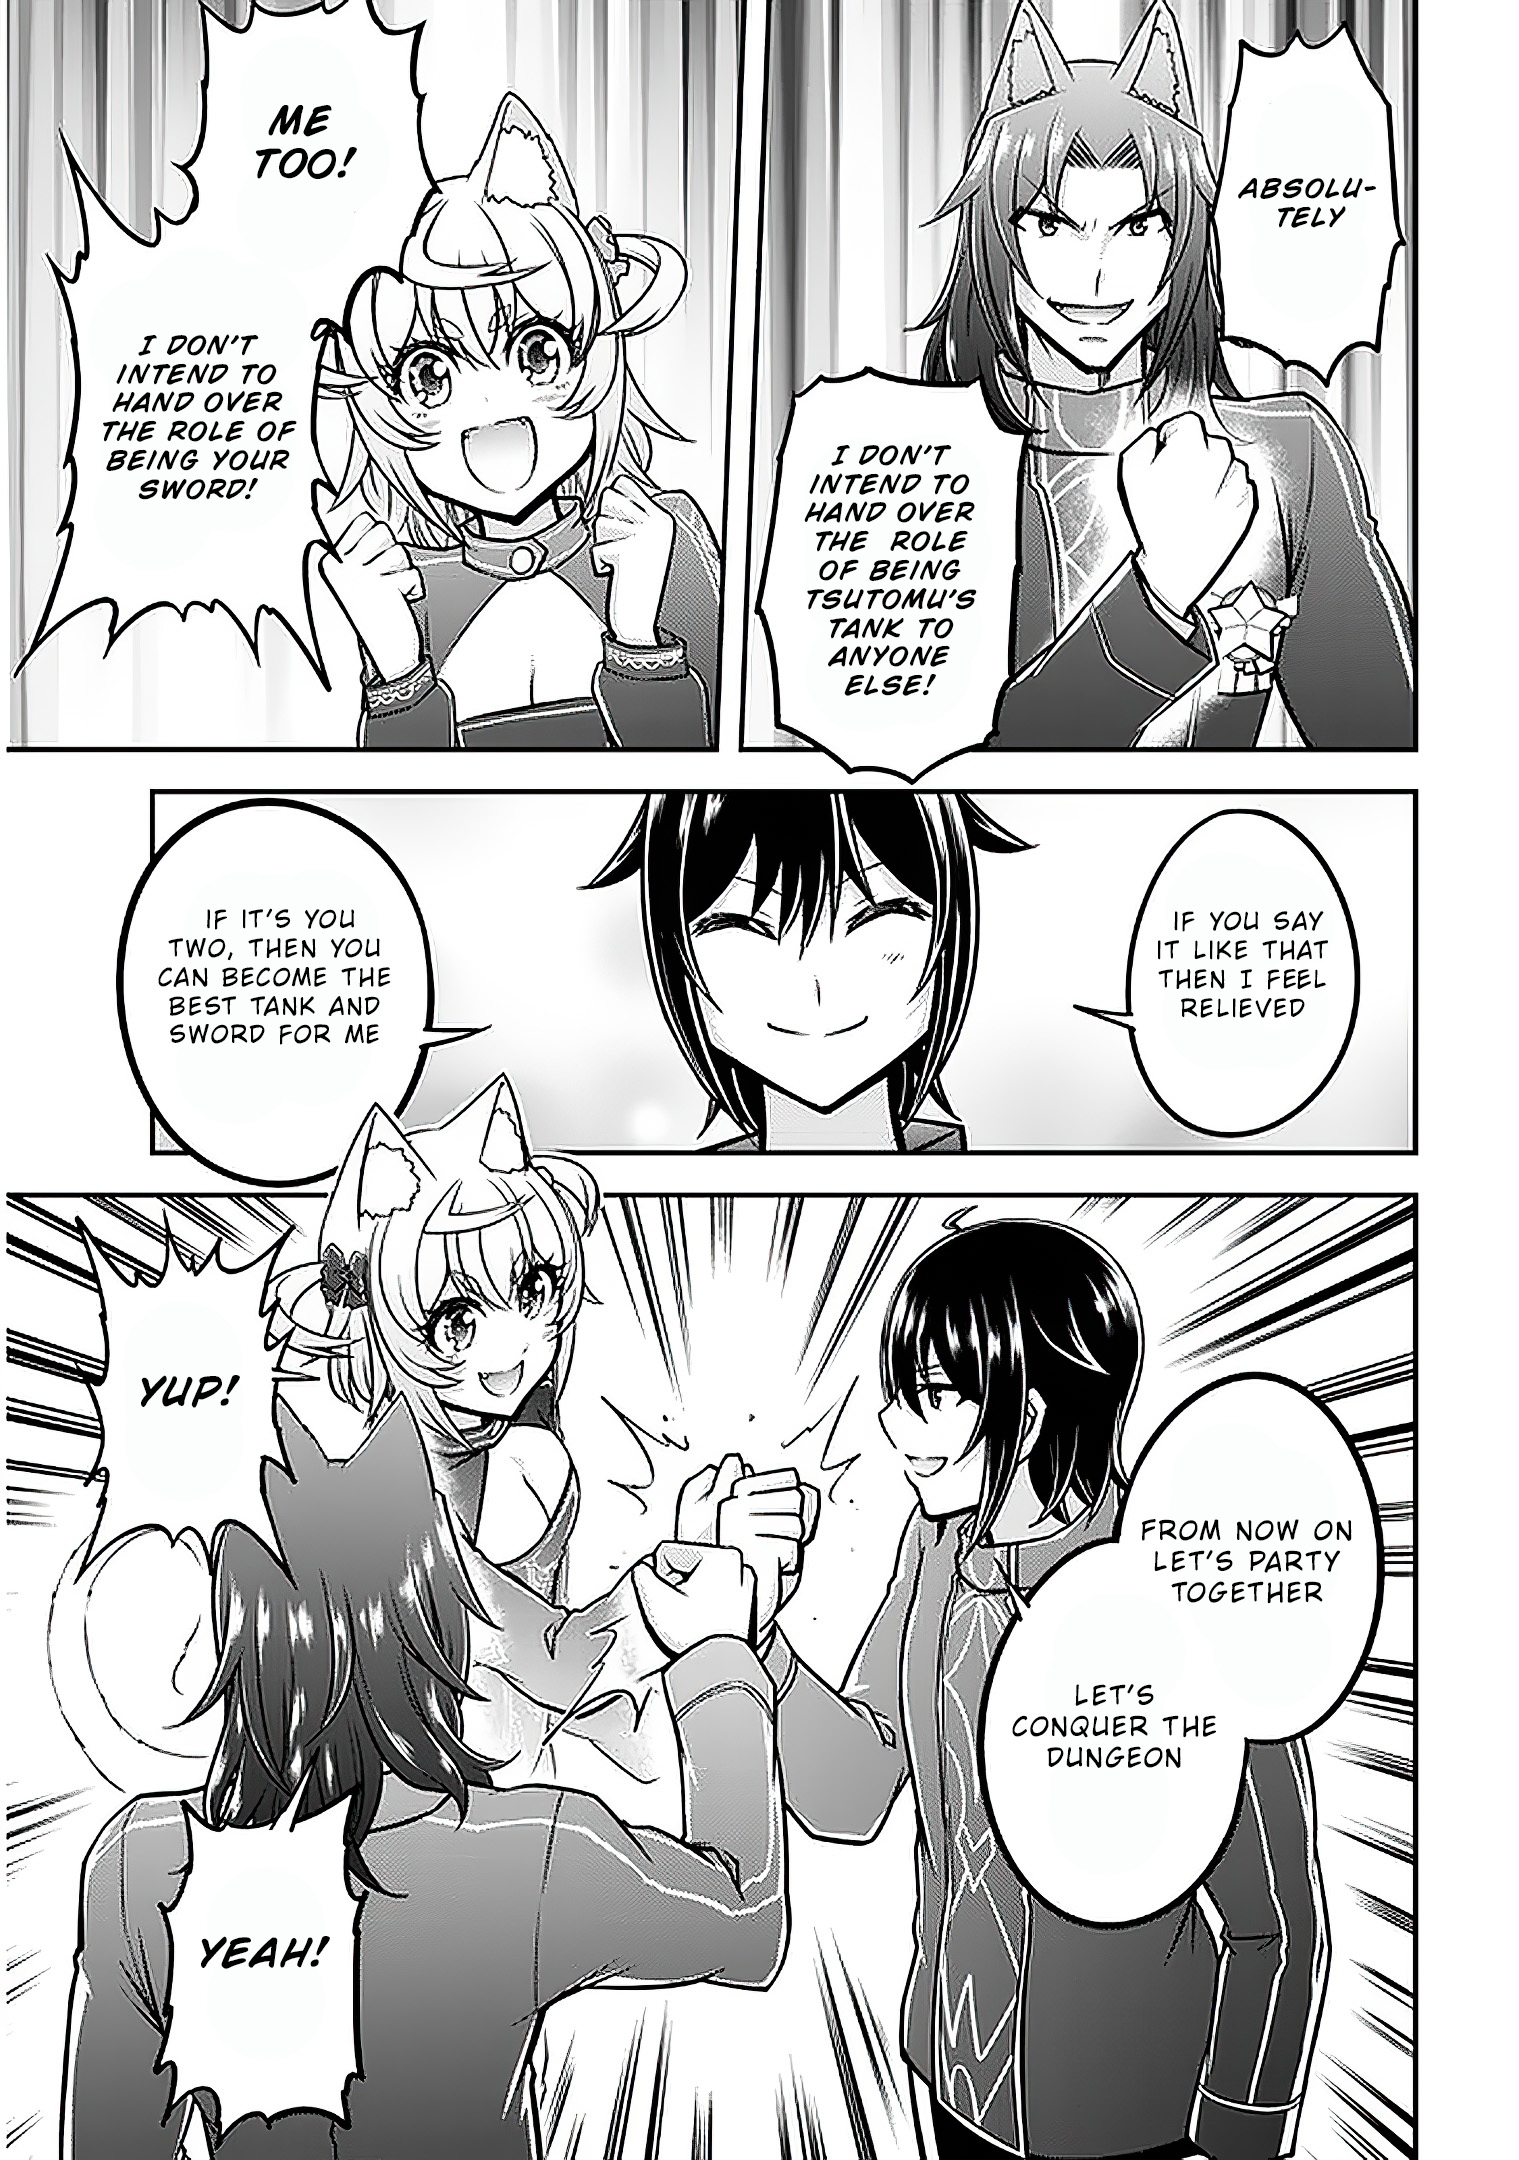 ABSOLU-
TELY
I DON'T
INTEND TO
HAND OVER
THE ROLE
OF BEING
TSUTOMU'S
TANK TO
ANYONE
ELSE!
ME
TOO!
I DON'T
INTEND TO
HAND OVER
THE ROLE OF
BEING YOUR
SWORD!
IF YOU SAY
IT LIKE THAT
THEN I FEEL
RELIEVED
IF IT'S YOU
TWO, THEN YOU
CAN BECOME THE
BEST TANK AND
SWORD FOR ME
FROM NOW ON
LET'S PARTY
TOGETHER
LET'S
CONQUER THE
DUNGEON
YUP!
YEAH!